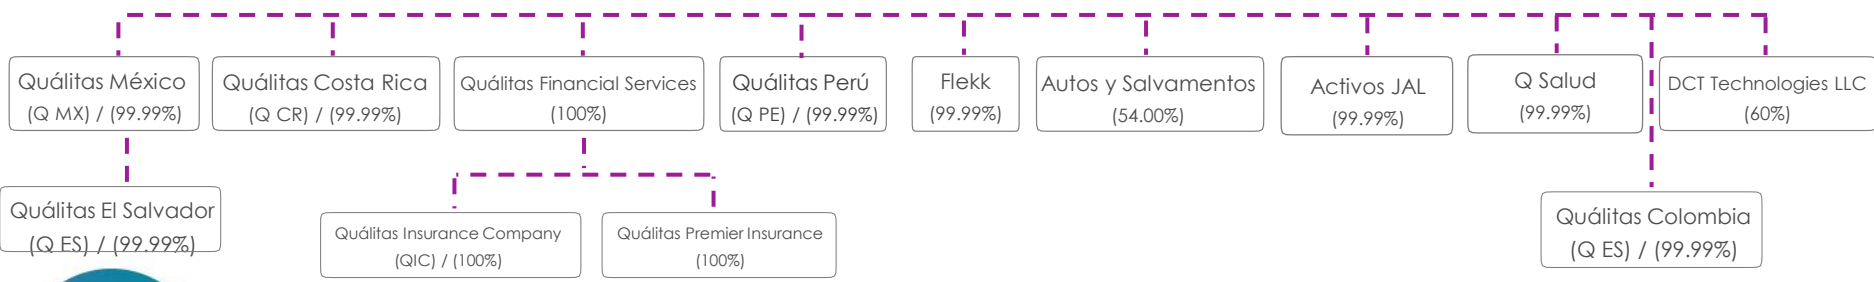 Quálitas México
(Q MX) / (99.99%)
Quálitas Costa Rica
(Q CR) / (99.99%)
Quálitas Financial Services
(100%)
Quálitas Perú
(Q PE) / (99.99%)
Flekk
(99.99%)
Autos y Salvamentos
(54.00%)
Activos JAL
(99.99%)
Q Salud
(99.99%)
DCT Technologies LLC
(60%)
Quálitas El Salvador
(Q ES) / (99.99%)
Quálitas Insurance Company
(QIC) / (100%)
Quálitas Premier Insurance
(100%)
Quálitas Colombia
(Q ES) / (99.99%)